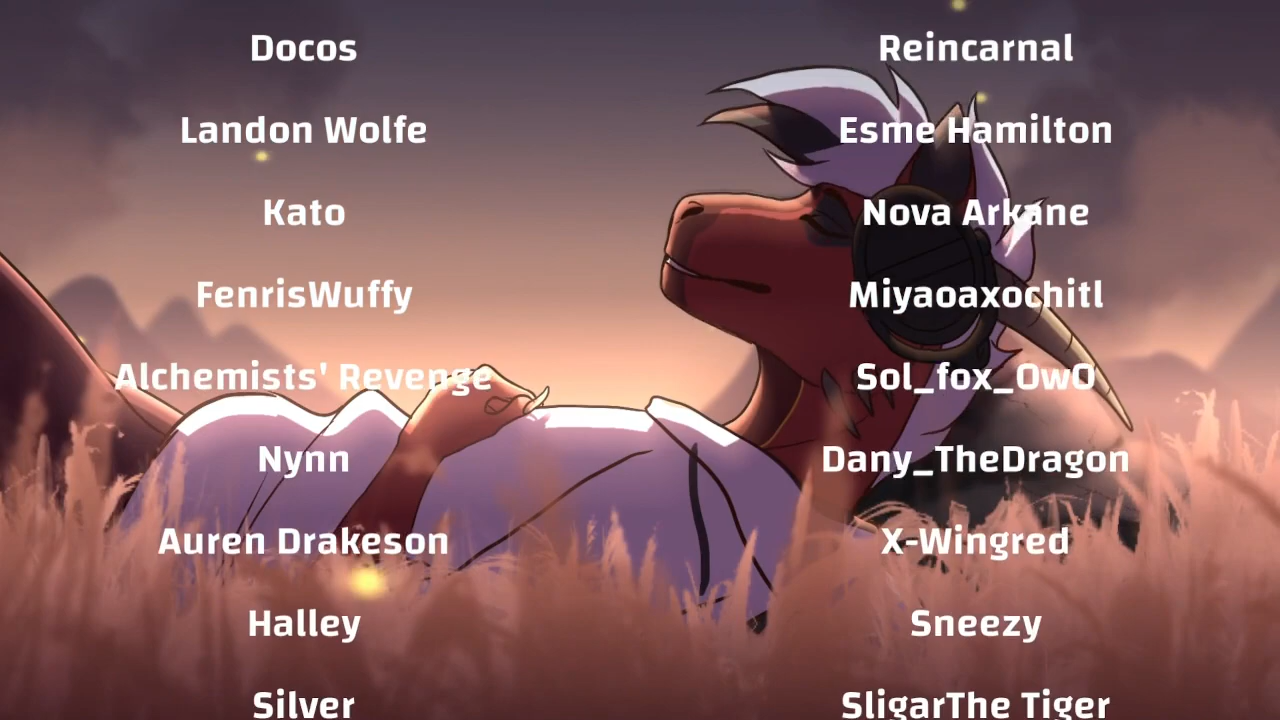 Docos
Reincarnal
Landon Wolfe
Esme Hamilton
Kato
Nova Arkane
FenrisWuffy
Miyaoaxochitl
Alchemists' Revenge
Sol_fox_OwO
Nynn
Dany_TheDragon
Auren Drakeson
X-Wingred
Halley
Sneezy
Silver
SligarThe Tiger